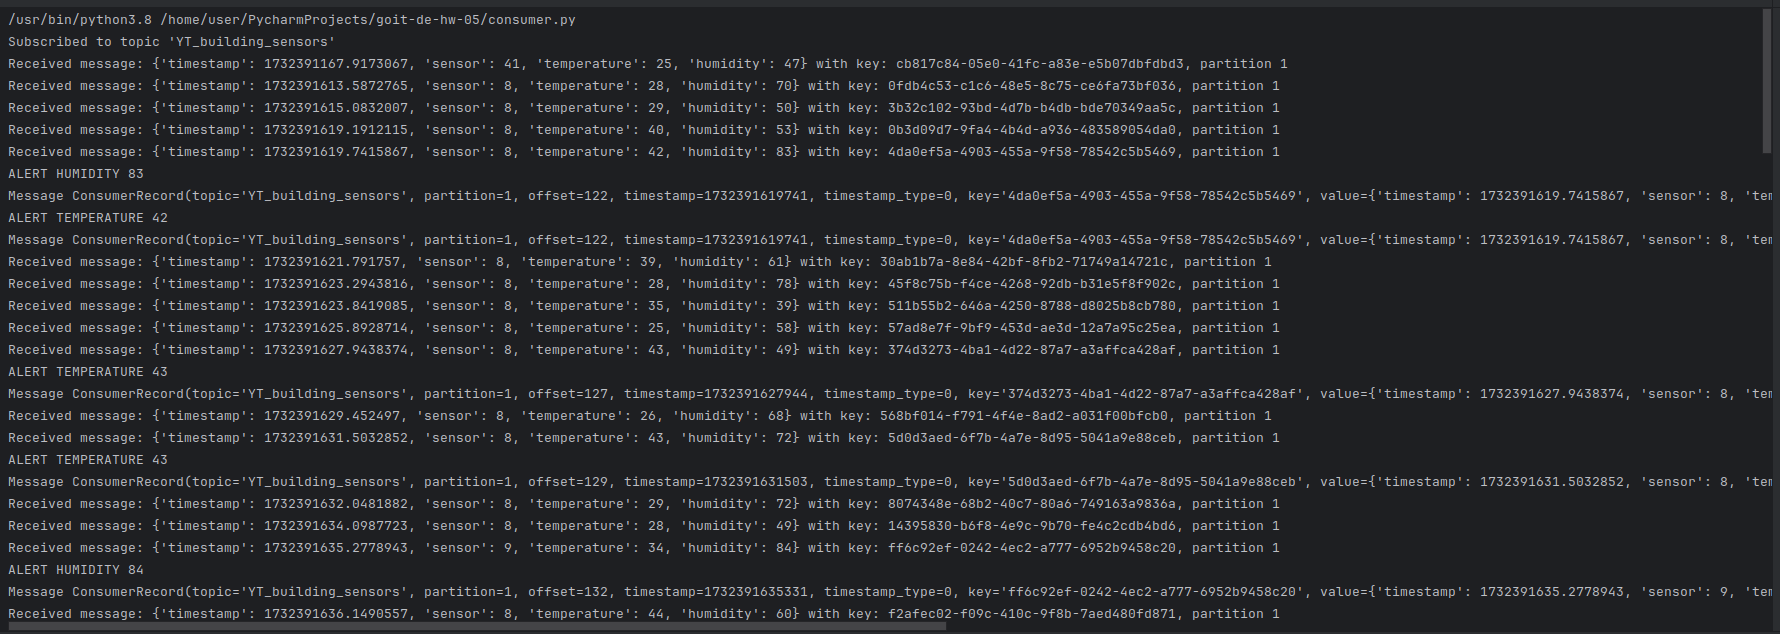 /usr/bin/python3.8 /home/user/PycharmProjects/goit-de-hw-05/consumer.py
Subscribed to topic 'YT_building_sensors'
Received message: {'timestamp': 1732391167.9173067, 'sensor': 41, 'temperature': 25, 'humidity': 47} with key: cb817c84-05e0-41fc-a83e-e5b07dbfdbd3, partition 1
Received message: {'timestamp': 1732391613.5872765, 'sensor': 8, 'temperature': 28, 'humidity': 70} with key: 0fdb4c53-c1c6-48e5-8c75-ce6fa73bf036, partition 1
Received message: {'timestamp': 1732391615.0832007, 'sensor': 8, 'temperature': 29, 'humidity': 50} with key: 3b32c102-93bd-4d7b-b4db-bde70349aa5c, partition 1
Received message: {'timestamp': 1732391619.1912115, 'sensor': 8, 'temperature': 40, 'humidity': 53} with key: 0b3d09d7-9fa4-4b4d-a936-483589054da0, partition 1
Received message: {'timestamp': 1732391619.7415867, 'sensor': 8, 'temperature': 42, 'humidity': 83} with key: 4da0ef5a-4903-455a-9f58-78542c5b5469, partition 1
ALERT HUMIDITY 83
Message ConsumerRecord(topic='YT_building_sensors', partition=1, offset=122, timestamp=1732391619741, timestamp_type=0, key='4da0ef5a-4903-455a-9f58-78542c5b5469', value={'timestamp': 1732391619.7415867, 'sensor': 8, 'tem
ALERT TEMPERATURE 42
Message ConsumerRecord(topic='YT_building_sensors', partition=1, offset=122, timestamp=1732391619741, timestamp_type=0, key='4da0ef5a-4903-455a-9f58-78542c5b5469', value={'timestamp': 1732391619.7415867, 'sensor': 8, 'tem
Received message: {'timestamp': 1732391621.791757, 'sensor': 8, 'temperature': 39, 'humidity': 61} with key: 30ab1b7a-8e84-42bf-8fb2-71749a14721c, partition 1
Received message: {'timestamp': 1732391623.2943816, 'sensor': 8, 'temperature': 28, 'humidity': 78} with key: 45f8c75b-f4ce-4268-92db-b31e5f8f902c, partition 1
Received message: {'timestamp': 1732391623.8419085, 'sensor': 8, 'temperature': 35, 'humidity': 39} with key: 511b55b2-646a-4250-8788-d8025b8cb780, partition 1
Received message: {'timestamp': 1732391625.8928714, 'sensor': 8, 'temperature': 25, 'humidity': 58} with key: 57ad8e7f-9bf9-453d-ae3d-12a7a95c25ea, partition 1
Received message: {'timestamp': 1732391627.9438374, 'sensor': 8, 'temperature': 43, 'humidity': 49} with key: 374d3273-4ba1-4d22-87a7-a3affca428af, partition 1
ALERT TEMPERATURE 43
Message ConsumerRecord(topic='YT_building_sensors', partition=1, offset=127, timestamp=1732391627944, timestamp_type=0, key='374d3273-4ba1-4d22-87a7-a3affca428af', value={'timestamp': 1732391627.9438374, 'sensor': 8, 'tem
Received message: {'timestamp': 1732391629.452497, 'sensor': 8, 'temperature': 26, 'humidity': 68} with key: 568bf014-f791-4f4e-8ad2-a031f00bfcb0, partition 1
Received message: {'timestamp': 1732391631.5032852, 'sensor': 8, 'temperature': 43, 'humidity': 72} with key: 5d0d3aed-6f7b-4a7e-8d95-5041a9e88ceb, partition 1
ALERT TEMPERATURE 43
Message ConsumerRecord(topic='YT_building_sensors', partition=1, offset=129, timestamp=1732391631503, timestamp_type=0, key='5d0d3aed-6f7b-4a7e-8d95-5041a9e88ceb', value={'timestamp': 1732391631.5032852, 'sensor': 8, 'tem
Received message: {'timestamp': 1732391632.0481882, 'sensor': 8, 'temperature': 29, 'humidity': 72} with key: 8074348e-68b2-40c7-80a6-749163a9836a, partition 1
Received message: {'timestamp': 1732391634.0987723, 'sensor': 8, 'temperature': 28, 'humidity': 49} with key: 14395830-b6f8-4e9c-9b70-fe4c2cdb4bd6, partition 1
Received message: {'timestamp': 1732391635.2778943, 'sensor': 9, 'temperature': 34, 'humidity': 84} with key: ff6c92ef-0242-4ec2-a777-6952b9458c20, partition 1
ALERT HUMIDITY 84
Message ConsumerRecord(topic='YT_building_sensors', partition=1, offset=132, timestamp=1732391635331, timestamp_type=0, key='ff6c92ef-0242-4ec2-a777-6952b9458c20', value={'timestamp': 1732391635.2778943, 'sensor': 9, 'tem
Received message: {'timestamp': 1732391636.1490557, 'sensor': 8, 'temperature': 44, 'humidity': 60} with key: f2afec02-f09c-410c-9f8b-7aed480fd871, partition 1